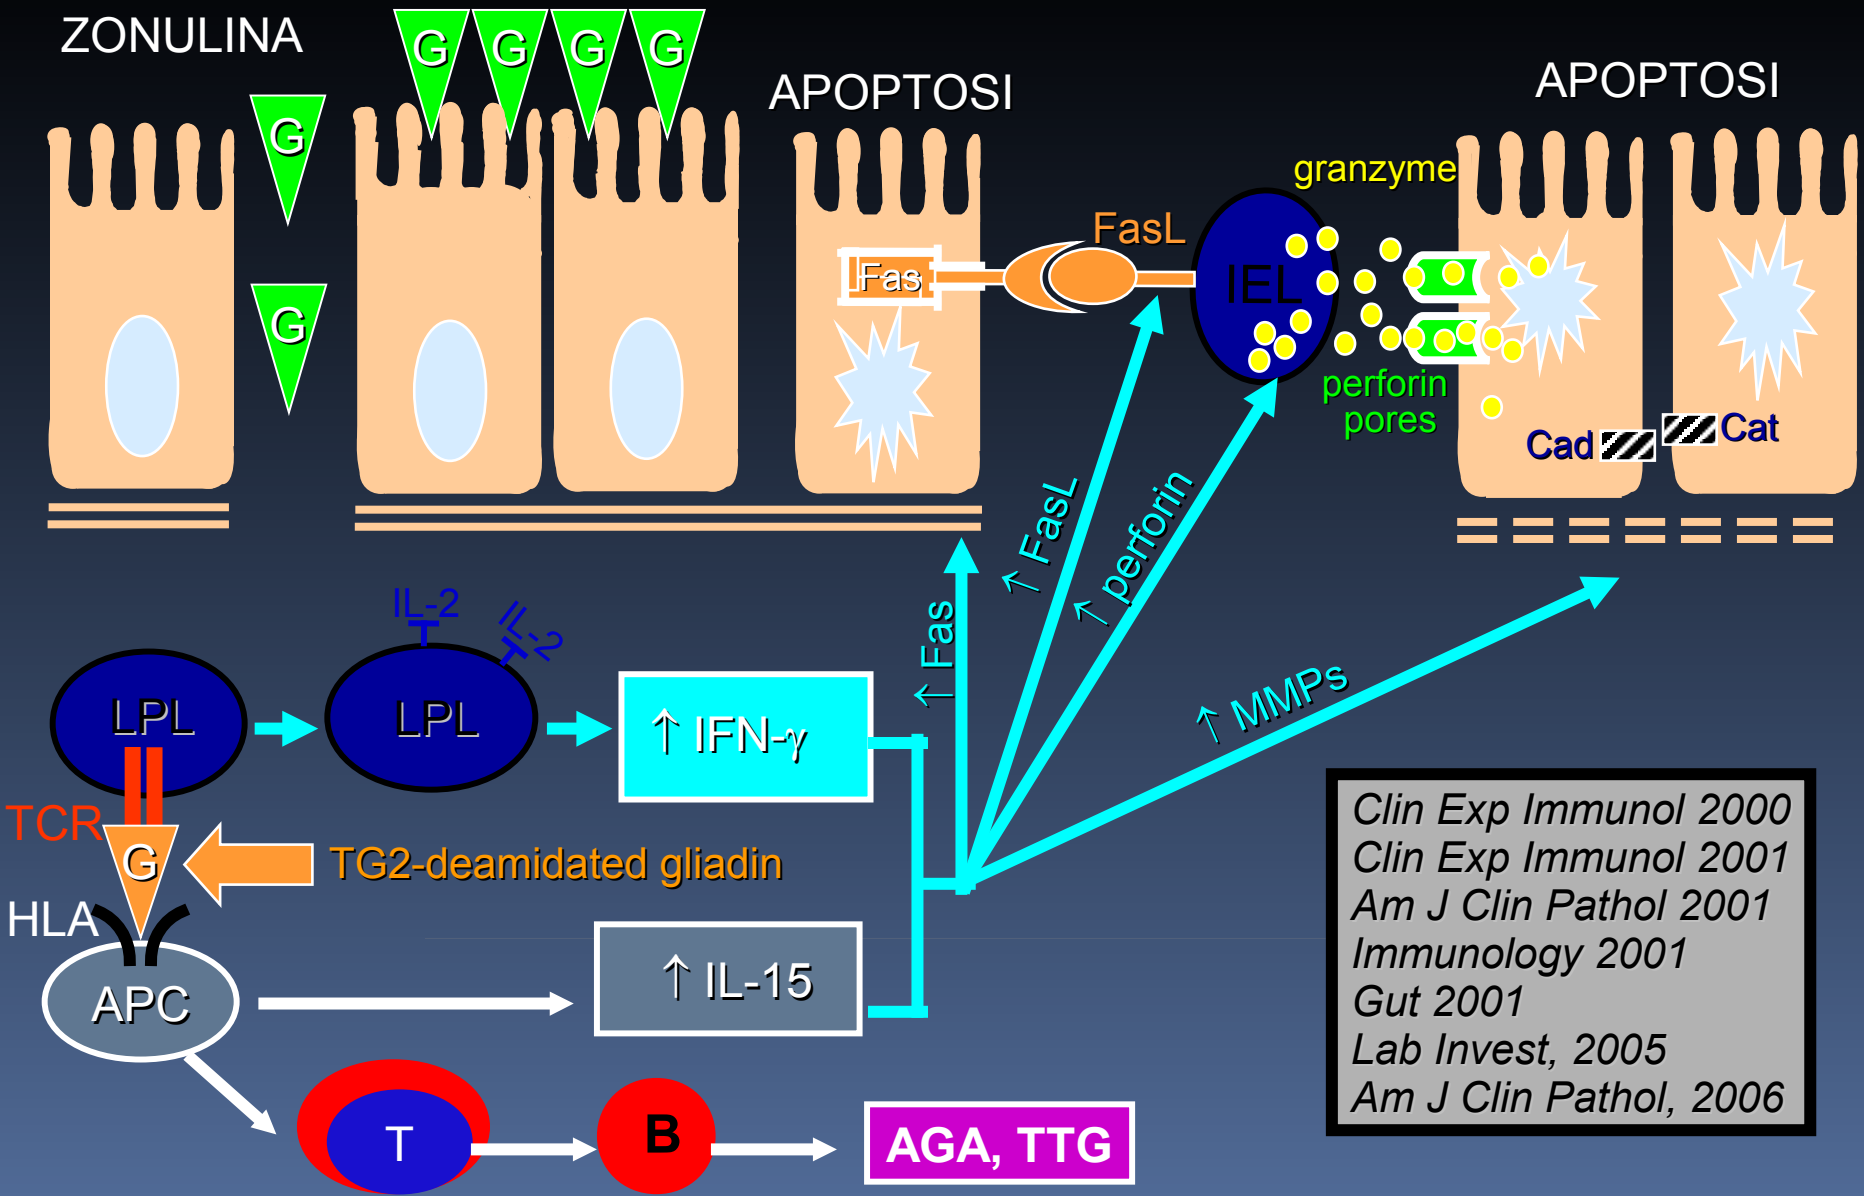 ZONULINA
G
G
G
G
G
G
APOPTOSI
APOPTOSI
granzyme
FasL
Fas
IEL
perforin
pores
Cad
Cat
↑ Fas
↑ FasL
↑ perforin
↑ MMPs
IL-2
IL-2
LPL
LPL
↑ IFN-γ
TCR
G
TG2-deamidated gliadin
HLA
APC
↑ IL-15
T
B
AGA, TTG
Clin Exp Immunol 2000
Clin Exp Immunol 2001
Am J Clin Pathol 2001
Immunology 2001
Gut 2001
Lab Invest, 2005
Am J Clin Pathol, 2006